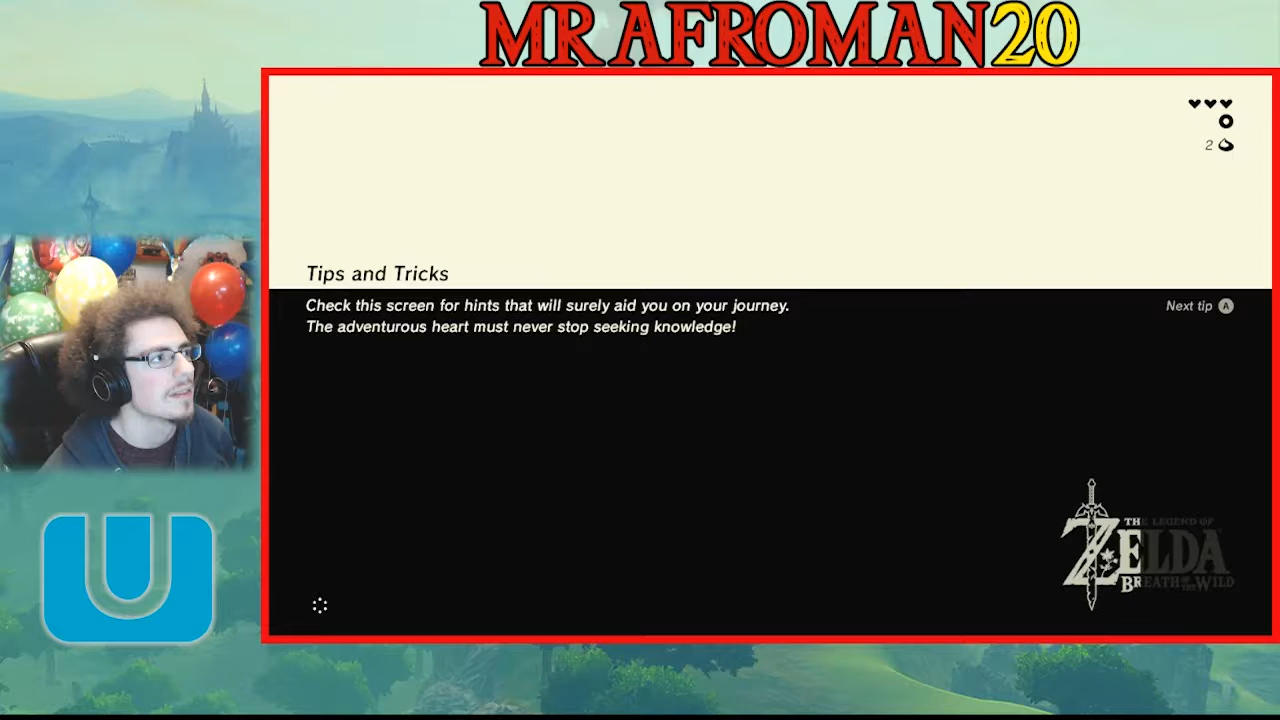 MRAFROMAN20
2
Tips and Tricks
Check this screen for hints that will surely aid you on your journey.
The adventurous heart must never stop seeking knowledge!
Next tip A
THE LEGEND OF
ZELDA
BREATH OF THE WILD
U